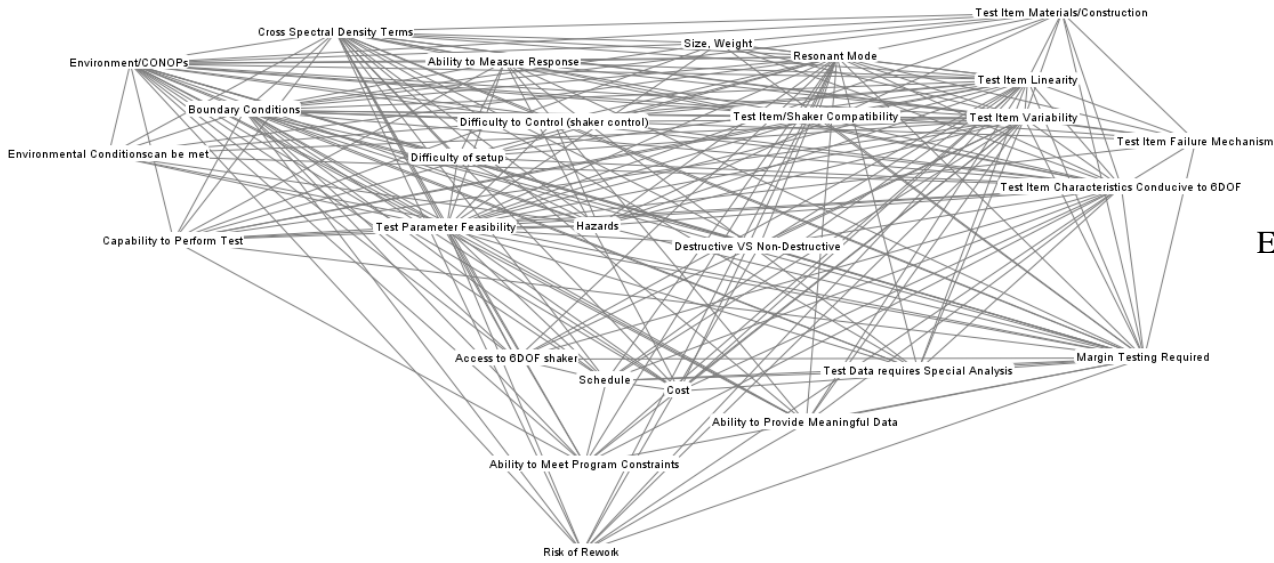 Test Item Materials/Construction
Cross Spectral Density Terms
Size, Weight
Resonant Mode
Environment/CONOPs
Ability to Measure Response
Test Item Linearity
Boundary Conditions
Difficulty to Control (shaker control)
Test Item/Shaker Compatibility
Test Item Variability
Test Item Failure Mechanism
Environmental Conditionscan be met
Difficulty of setup
Test Item Characteristics Conducive to 6DOF
Test Parameter Feasibility
Hazards
Capability to Perform Test
Destructive VS Non-Destructive
E
Access to 6DOF shaker
Margin Testing Required
Test Data requires Special Analysis
Schedule
Cost
Ability to Provide Meaningful Data
Ability to Meet Program Constraints
Risk of Rework